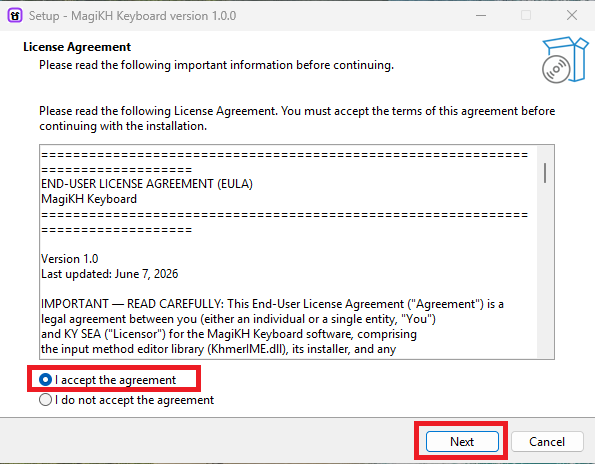 Setup - MagiKH Keyboard version 1.0.0
License Agreement
Please read the following important information before continuing.
Please read the following License Agreement. You must accept the terms of this agreement before
continuing with the installation.
=============================================================
===================
END-USER LICENSE AGREEMENT (EULA)
MagiKH Keyboard
=============================================================
===================
Version 1.0
Last updated: June 7, 2026
IMPORTANT — READ CAREFULLY: This End-User License Agreement ("Agreement") is a
legal agreement between you (either an individual or a single entity, "You")
and KY SEA ("Licensor") for the MagiKH Keyboard software, comprising
the input method editor library (KhmerIME.dll), its installer, and any
I accept the agreement
I do not accept the agreement
Next
Cancel